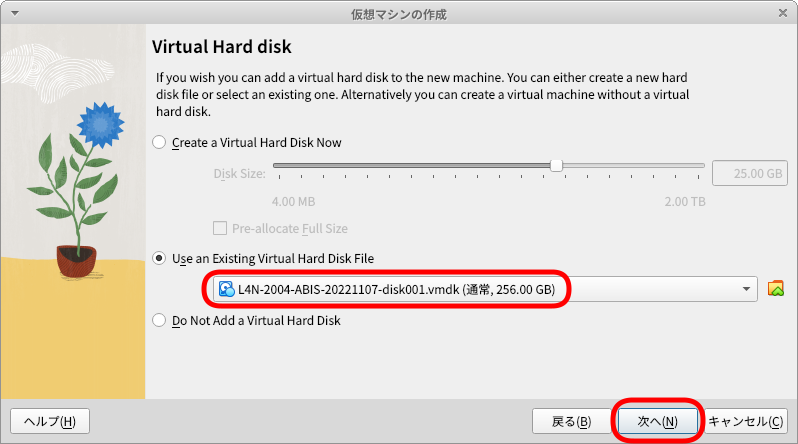 仮想マシンの作成
Virtual Hard disk
If you wish you can add a virtual hard disk to the new machine. You can either create a new hard
disk file or select an existing one. Alternatively you can create a virtual machine without a virtual
hard disk.
Create a Virtual Hard Disk Now
Disk Size:
25.00 GB
4.00 MB
2.00 TB
Pre-allocate Full Size
Use an Existing Virtual Hard Disk File
L4N-2004-ABIS-20221107-disk001.vmdk (通常, 256.00 GB)
Do Not Add a Virtual Hard Disk
ヘルプ(H)
戻る(B)
次へ(N)
キャンセル(C)